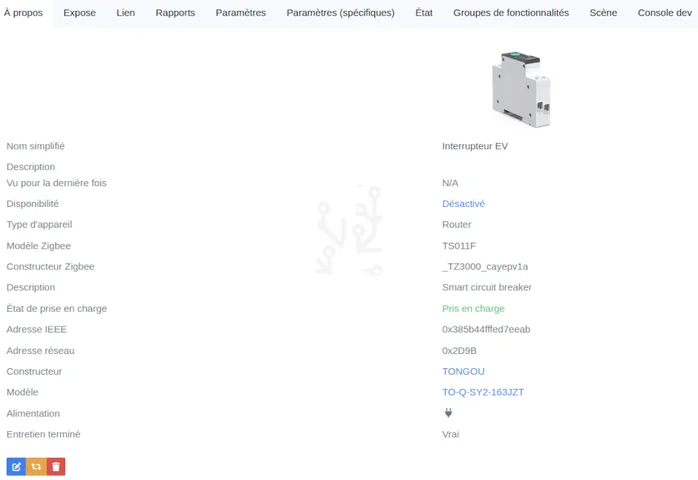 À propos Expose Lien Rapports Paramètres Paramètres (spécifiques) État Groupes de fonctionnalités Scène Console dev
Nom simplifié Interrupteur EV
Description
Vu pour la dernière fois N/A
Disponibilité Désactivé
Type d'appareil Router
Modèle Zigbee TS011F
Constructeur Zigbee _TZ3000_cayepv1a
Description Smart circuit breaker
État de prise en charge Pris en charge
Adresse IEEE 0x385b44fffed7eeab
Adresse réseau 0x2D9B
Constructeur TONGOU
Modèle TO-Q-SY2-163JZT
Alimentation
Entretien terminé Vrai